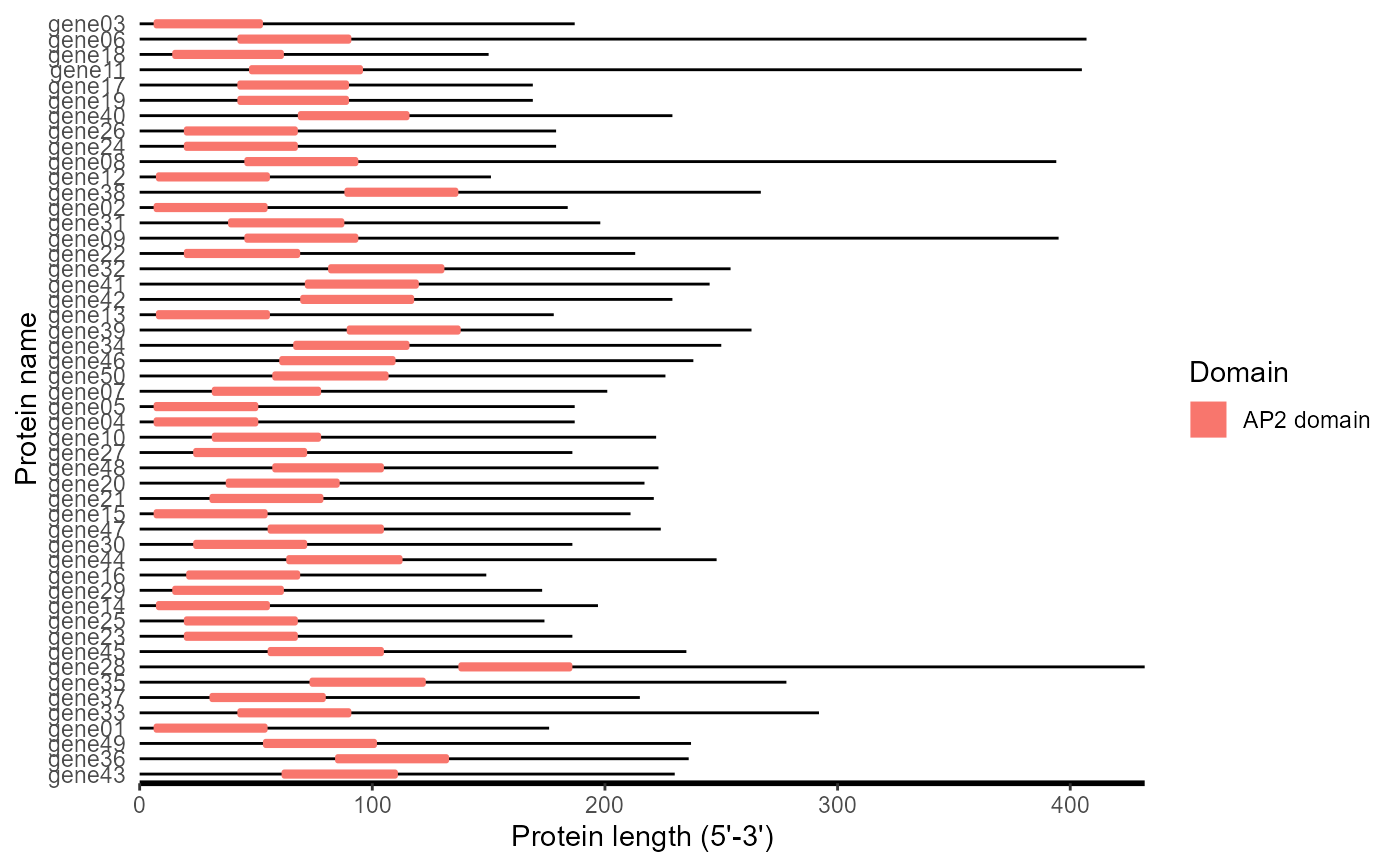 gene03
gene06
gene18
gene11
gene17
gene19
gene40
gene26
gene24
gene08
gene12
gene38
gene02
gene31
gene09
gene22
gene32
gene41
gene42
gene13
gene39
gene34
gene46
gene50
gene07
gene05
gene04
gene10
gene27
gene48
gene20
gene21
gene15
gene47
gene30
gene44
gene16
gene29
gene14
gene25
gene23
gene45
gene28
gene35
gene37
gene33
gene01
gene49
gene36
gene43
Protein name
0 100 200 300 400
Protein length (5'-3')
Domain
AP2 domain